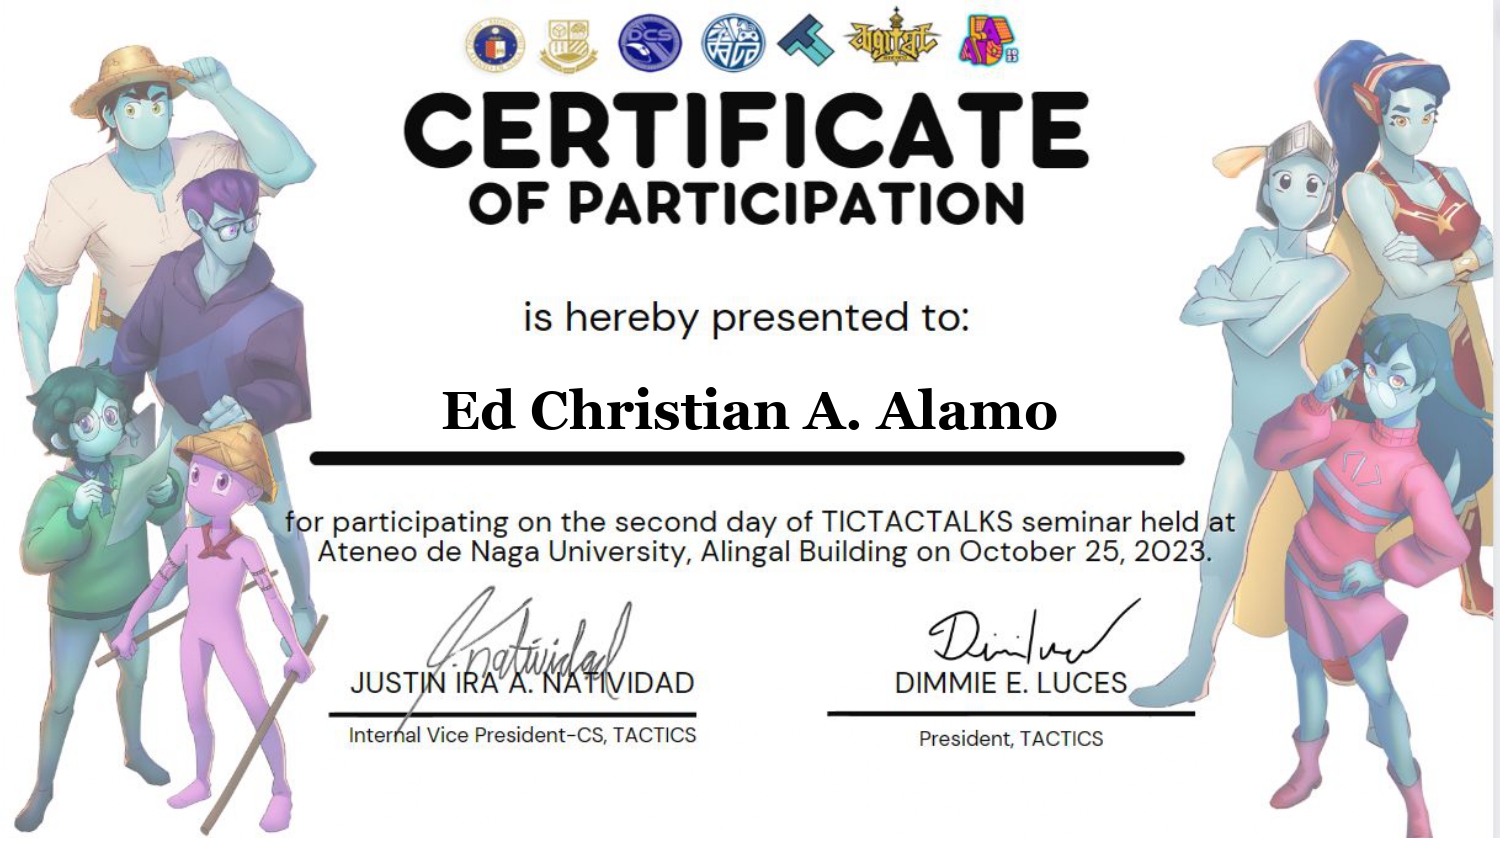 DCS
CERTIFICATE
OF PARTICIPATION
is hereby presented to:
Ed Christian A. Alamo
for participating on the second day of TICTACTALKS seminar held at
Ateneo de Naga University, Alingal Building on October 25, 2023.
JUSTIN IRA A. NATIVIDAD
Internal Vice President-CS, TACTICS
DIMMIE E. LUCES
President, TACTICS